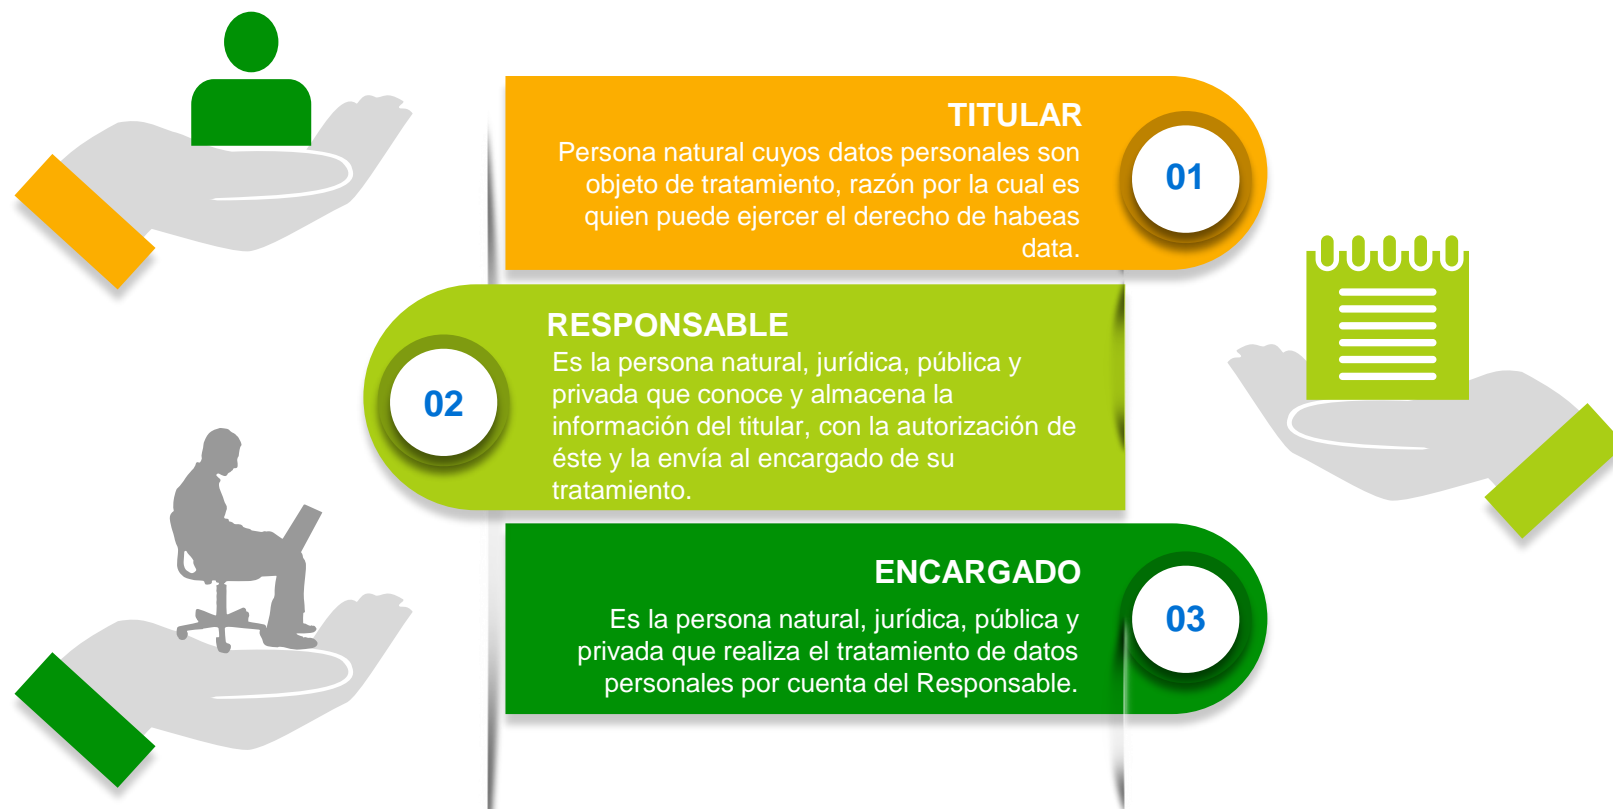 TITULAR
Persona natural cuyos datos personales son
objeto de tratamiento, razón por la cual es
quien puede ejercer el derecho de habeas
data.
01
RESPONSABLE
Es la persona natural, jurídica, pública y
privada que conoce y almacena la
información del titular, con la autorización de
éste y la envía al encargado de su
tratamiento.
02
ENCARGADO
Es la persona natural, jurídica, pública y
privada que realiza el tratamiento de datos
personales por cuenta del Responsable.
03